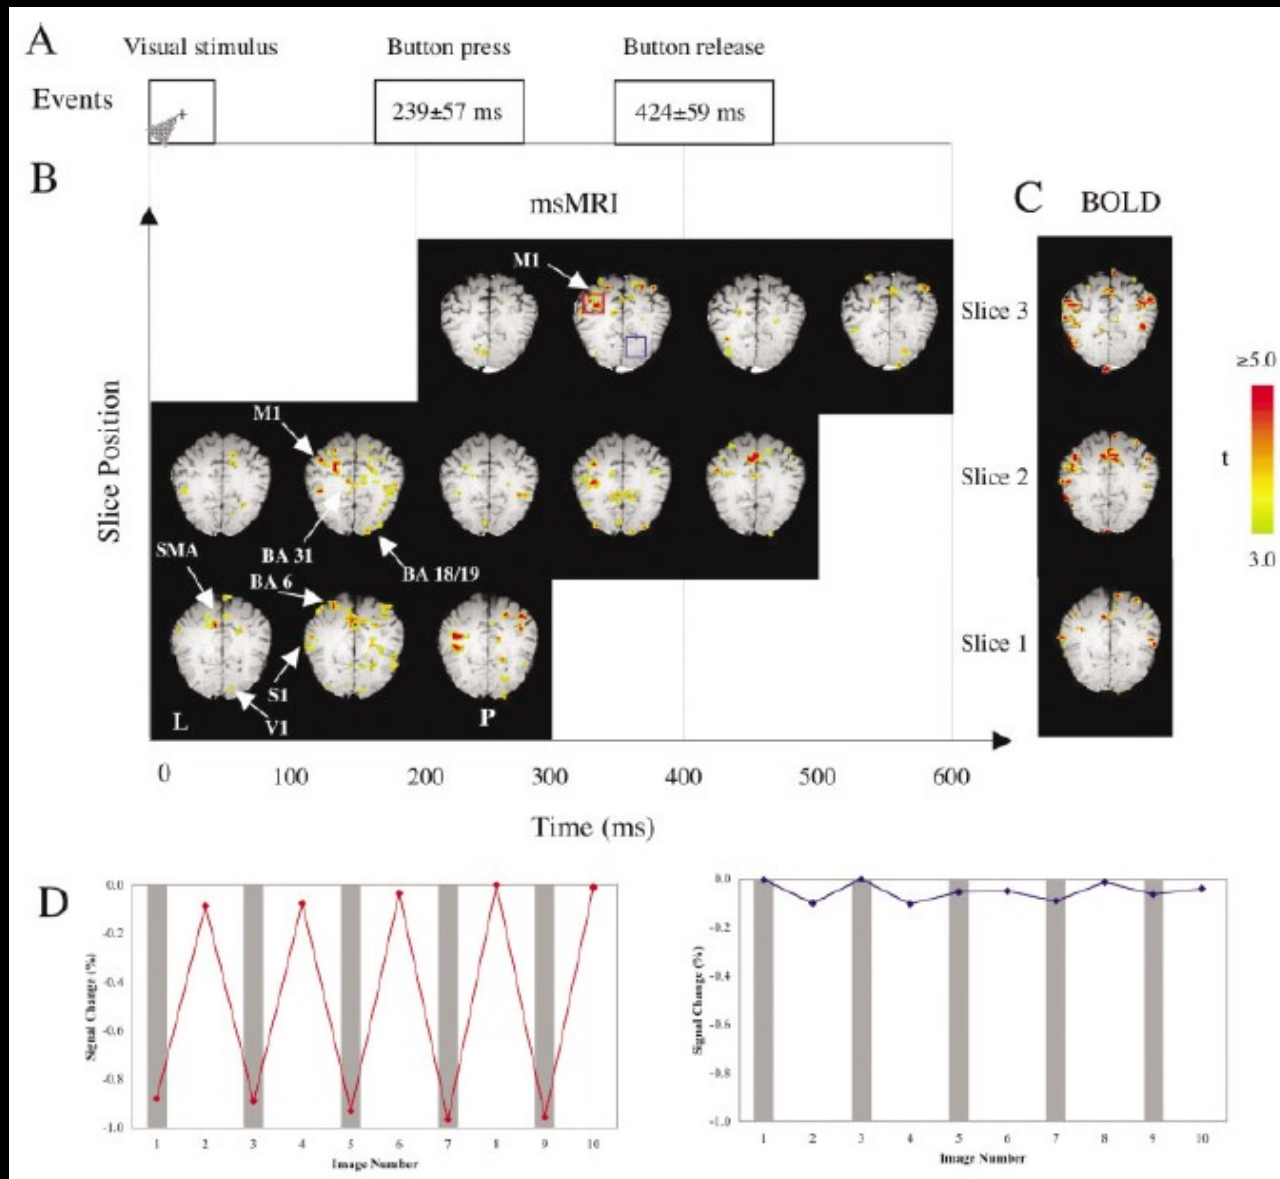 A
Visual stimulus
Button press
Button release
Events
239±57 ms
424±59 ms
B
msMRI
C
BOLD
M1
Slice 3
≥5.0
M1
t
Slice Position
Slice 2
3.0
SMA
BA 31
BA 18/19
BA 6
Slice 1
S1
L
V1
P
0 100 200 300 400 500 600
Time (ms)
D
0.0
-0.2
-0.4
-0.6
-0.8
-1.0
Signal Change (%)
1 2 3 4 5 6 7 8 9 10
Image Number
0.0
-0.2
-0.4
-0.6
-0.8
-1.0
Signal Change (%)
1 2 3 4 5 6 7 8 9 10
Image Number